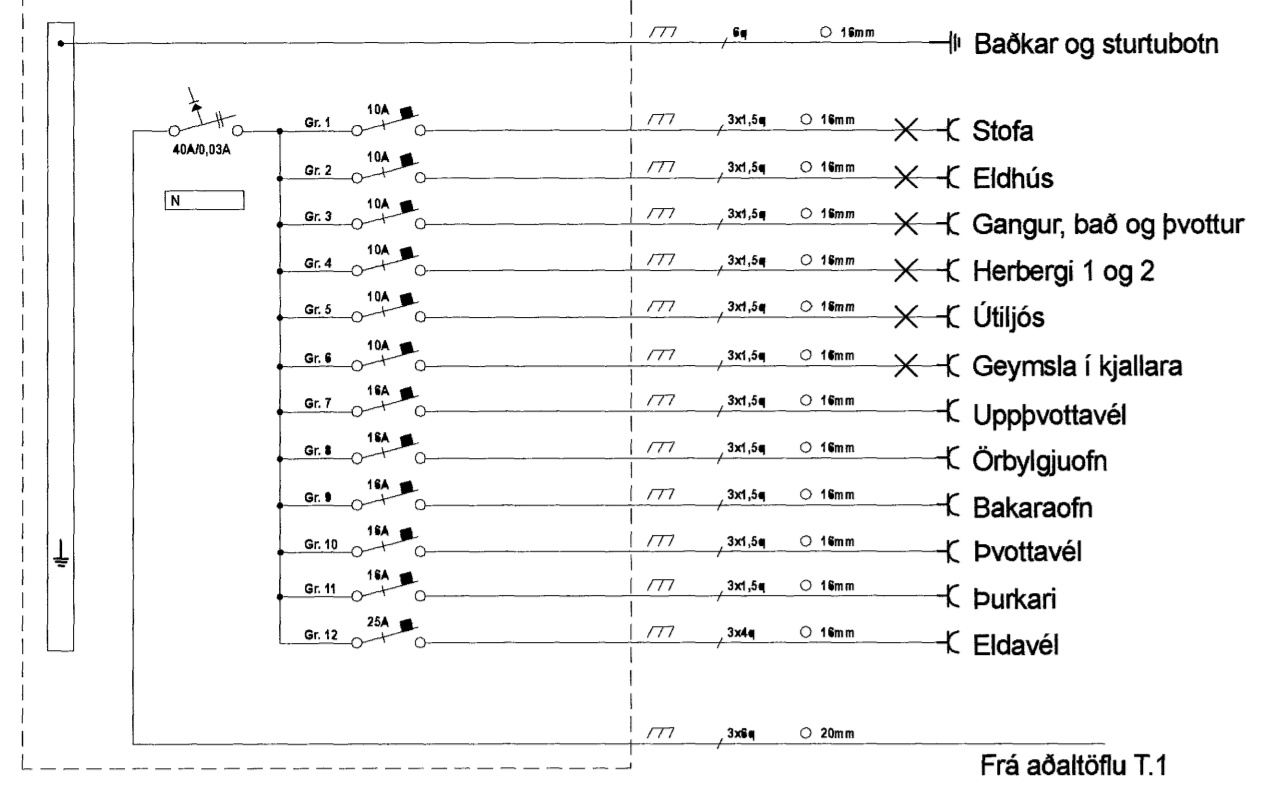 6q 16mm Baðkar og sturtubotn
40A/0,03A
N
Gr. 1 10A 3x1,5q 16mm Stofa
Gr. 2 10A 3x1,5q 16mm Eldhús
Gr. 3 10A 3x1,5q 16mm Gangur, bað og þvottur
Gr. 4 10A 3x1,5q 16mm Herbergi 1 og 2
Gr. 5 10A 3x1,5q 16mm Útiljós
Gr. 6 10A 3x1,5q 16mm Geymsla í kjallara
Gr. 7 16A 3x1,5q 16mm Uppþvottavél
Gr. 8 16A 3x1,5q 16mm Örbylgjuofn
Gr. 9 16A 3x1,5q 16mm Bakaraofn
Gr. 10 16A 3x1,5q 16mm Þvottavél
Gr. 11 16A 3x1,5q 16mm Þurkari
Gr. 12 25A 3x4q 16mm Eldavél
3x6q 20mm
Frá aðaltöflu T.1